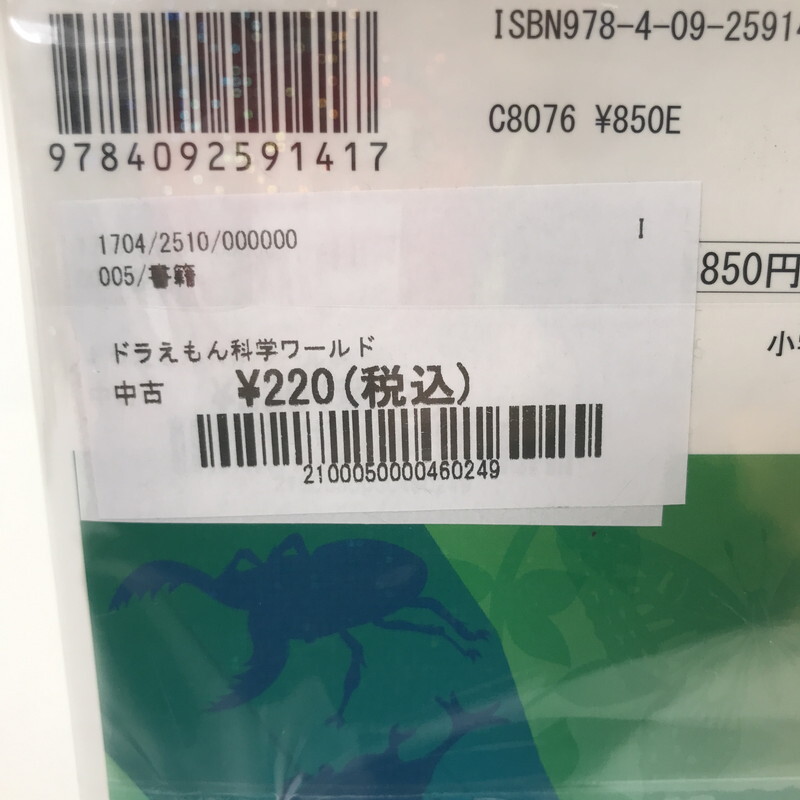 ISBN978-4-09-25914
C8076 ¥850E
9784092591417
1704/2510/000000
I
005/書籍
850円
ドラえもん科学ワールド
中古 ¥220(税込)
2100050000460249